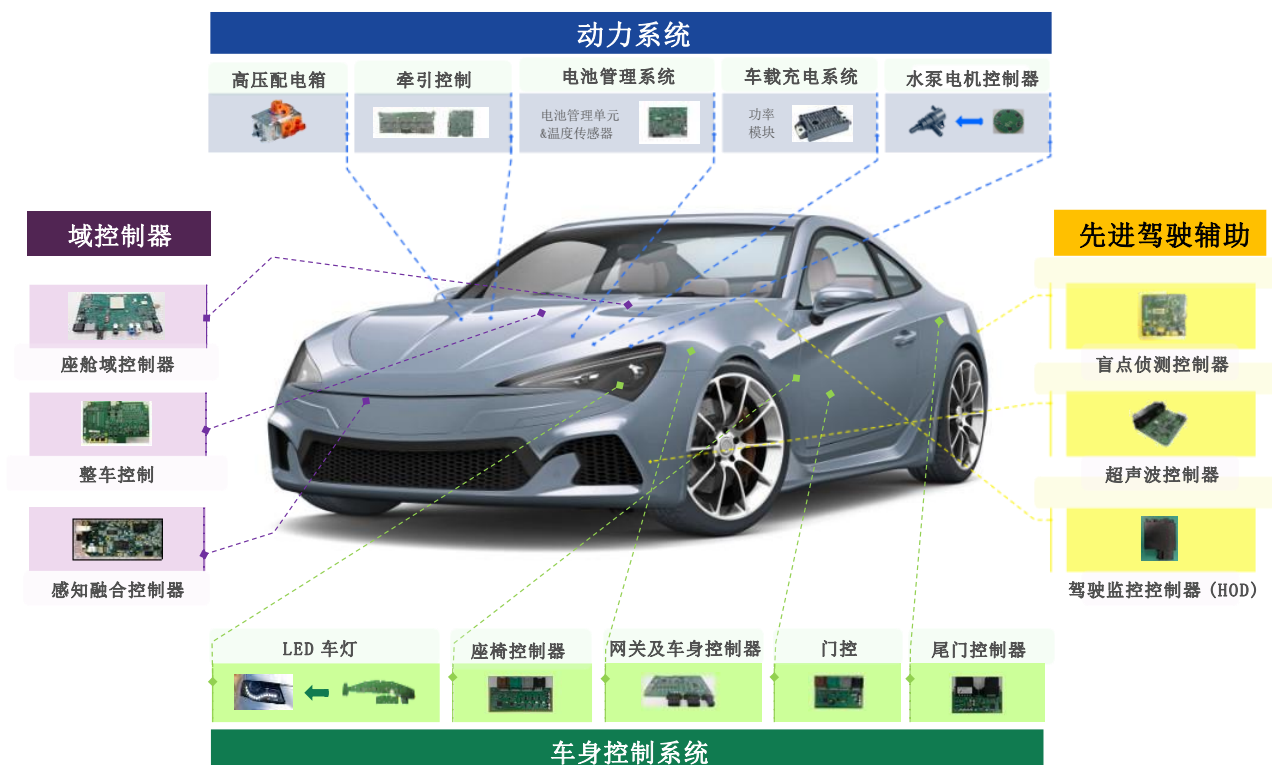 动力系统
高压配电箱
牵引控制
电池管理系统
车载充电系统
水泵电机控制器
电池管理单元
&温度传感器
功率
模块
域控制器
先进驾驶辅助
座舱域控制器
盲点侦测控制器
整车控制
超声波控制器
感知融合控制器
驾驶监控控制器(HOD)
LED 车灯
座椅控制器
网关及车身控制器
门控
尾门控制器
车身控制系统